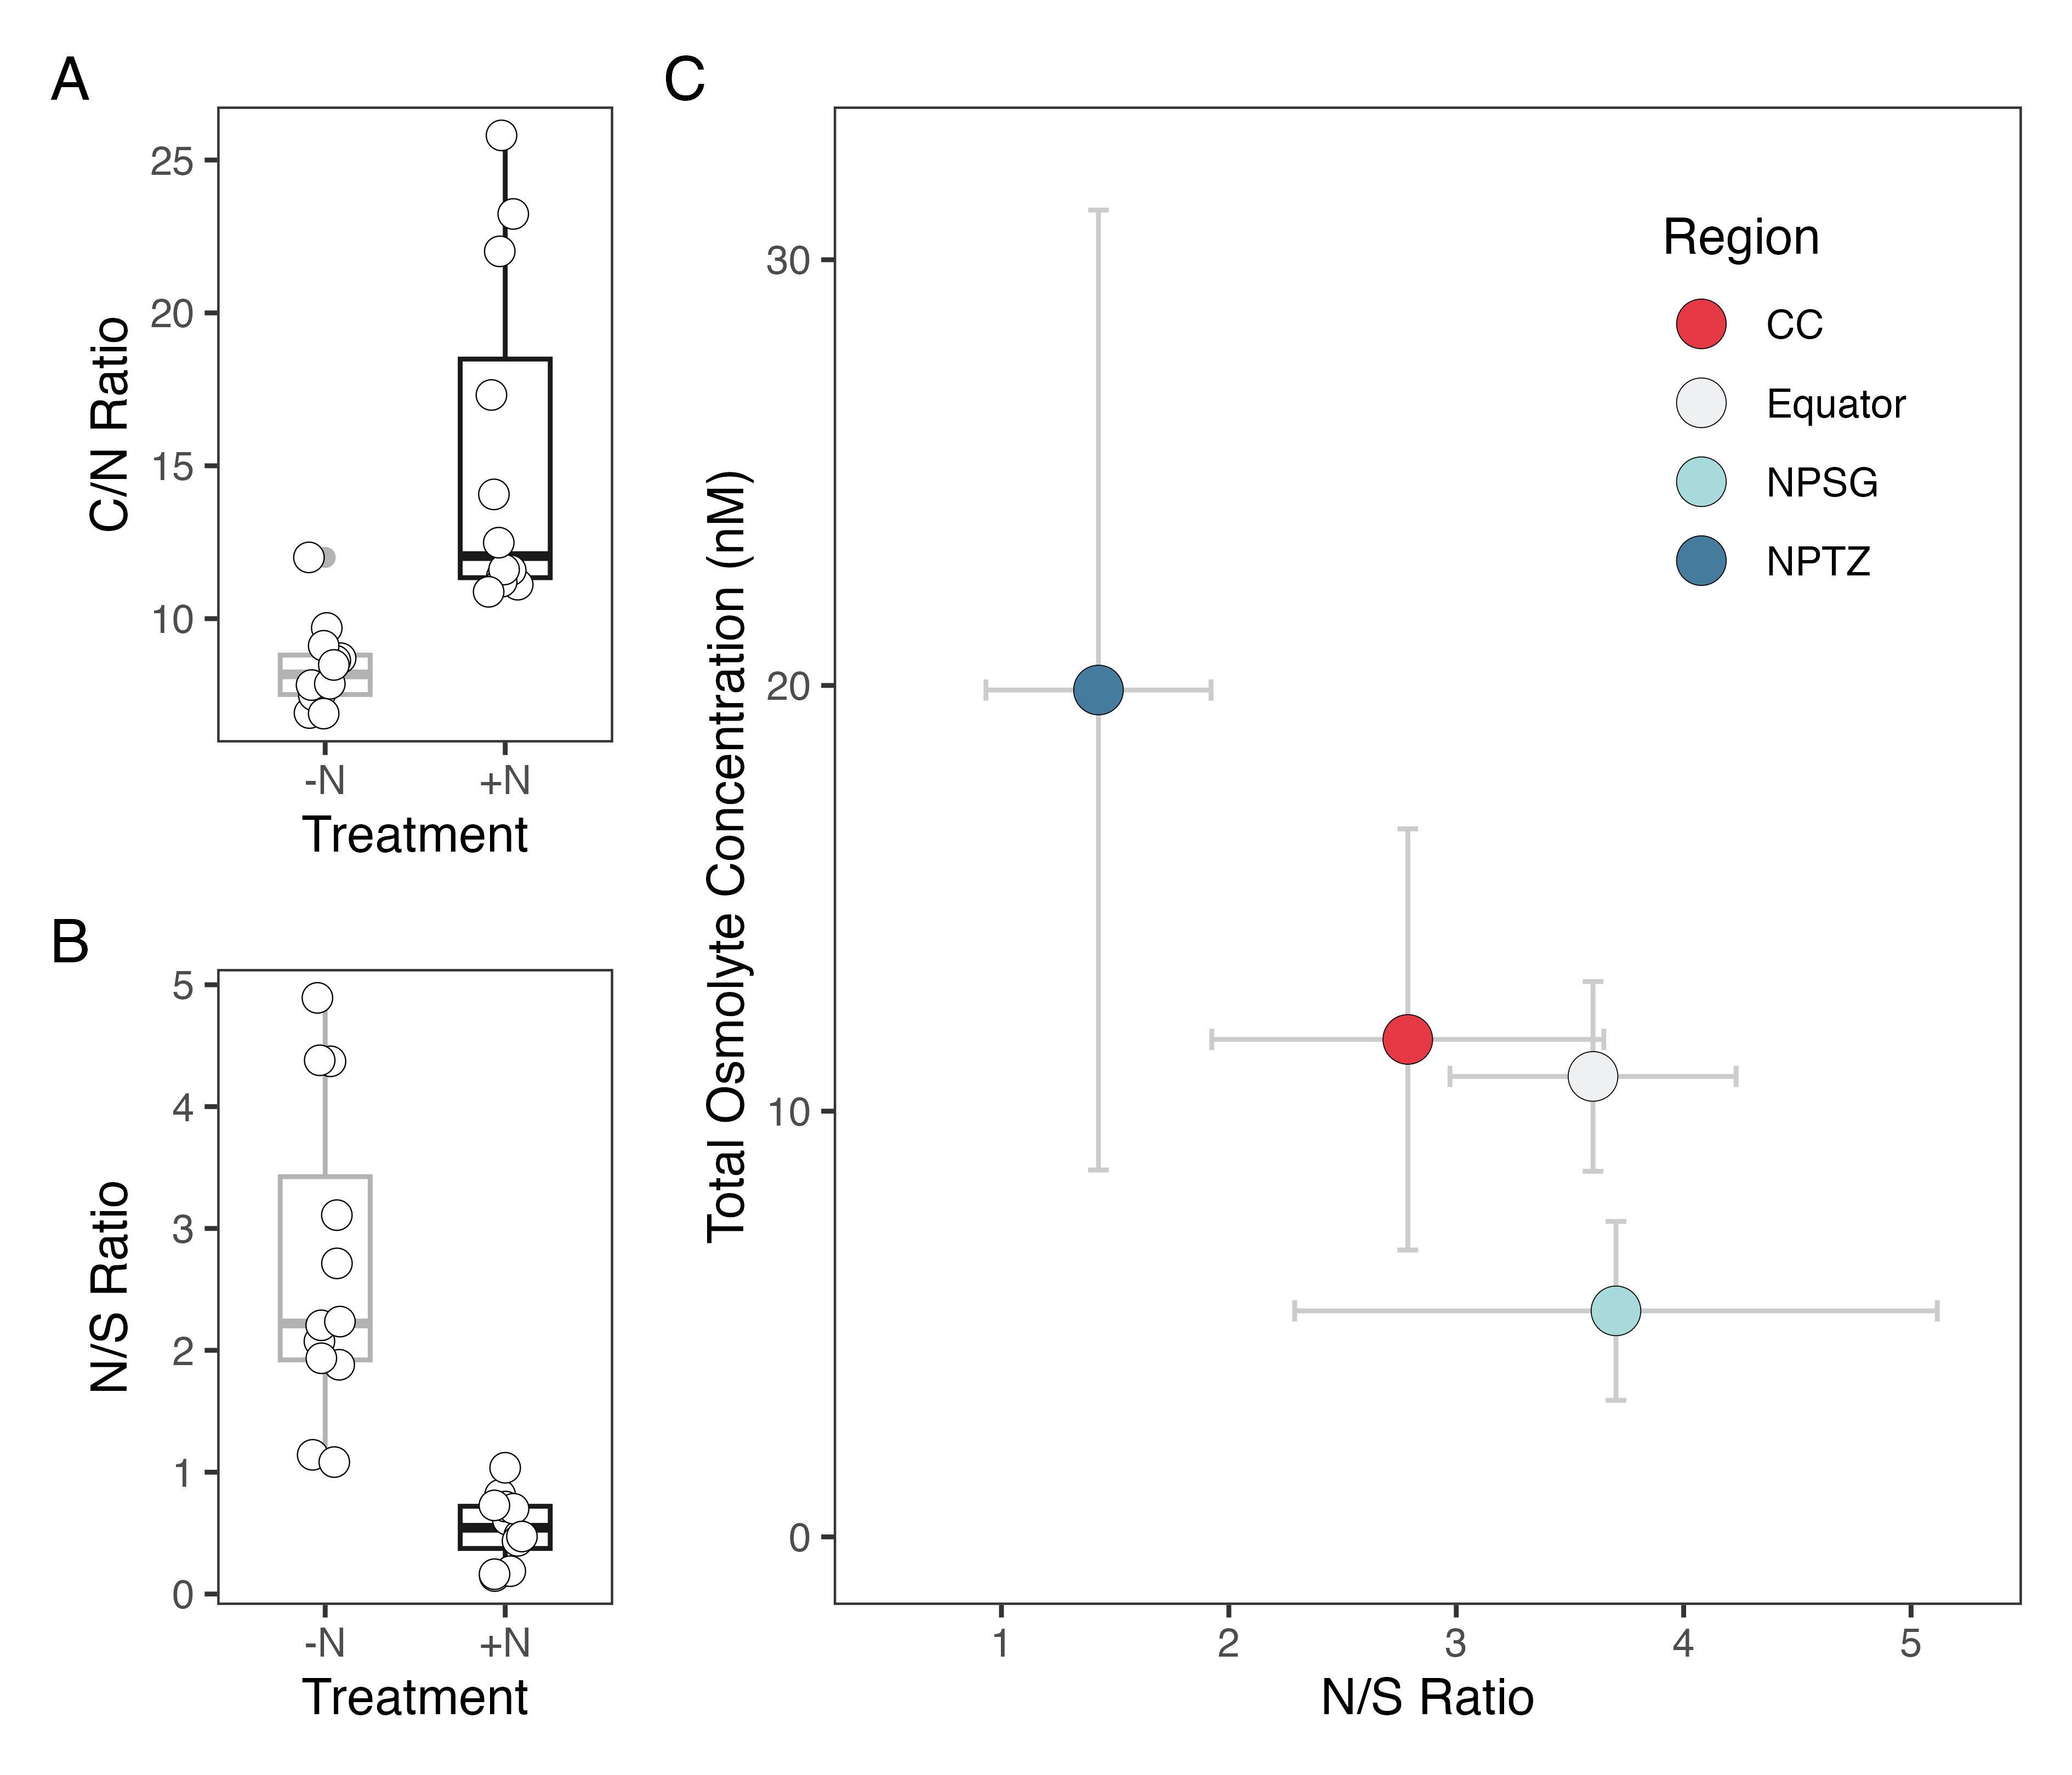 A
C/N Ratio
25
20
15
10
-N +N
Treatment
B
N/S Ratio
5
4
3
2
1
0
-N +N
Treatment
C
Total Osmolyte Concentration (nM)
30
20
10
0
1 2 3 4 5
N/S Ratio
Region
CC
Equator
NPSG
NPTZ